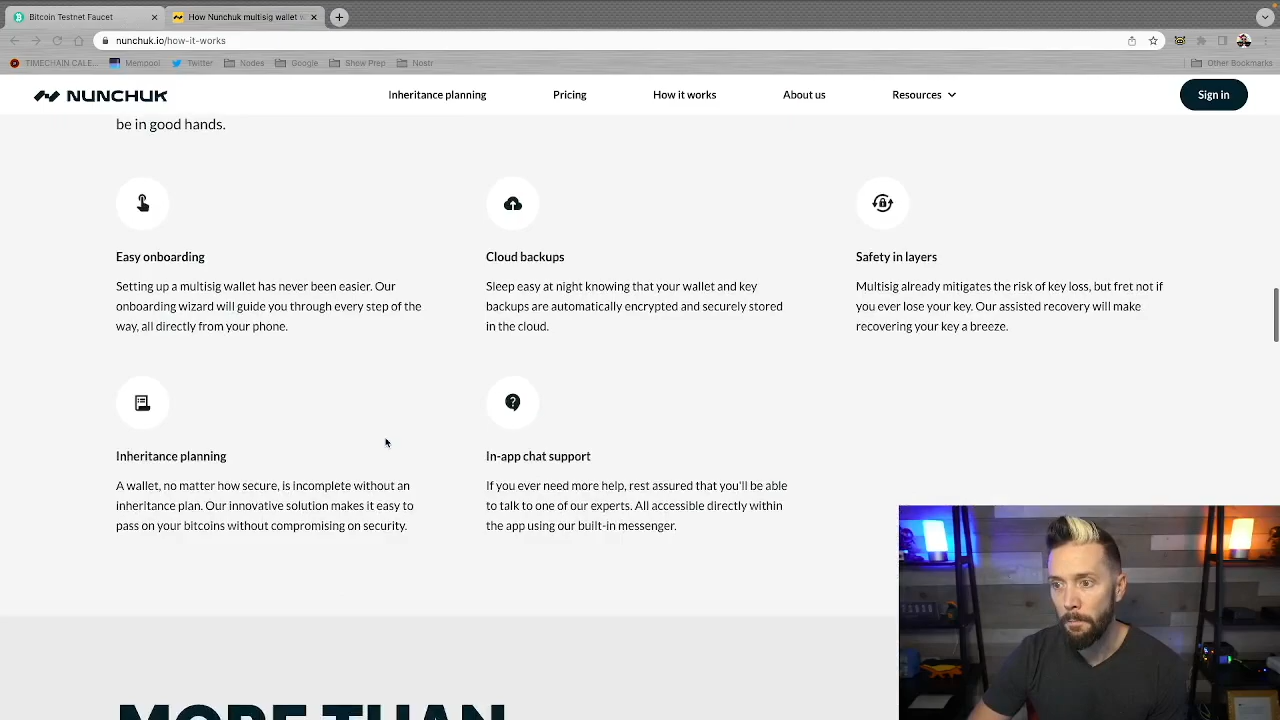 Bitcoin Testnet Faucet
How Nunchuk multisig wallet
nunchuk.io/how-it-works
TIMECHAIN CALE... Mempool Twitter Nodes Google Show Prep Nostr Other Bookmarks
NUNCHUK Inheritance planning Pricing How it works About us Resources Sign in
be in good hands.
Easy onboarding
Setting up a multisig wallet has never been easier. Our
onboarding wizard will guide you through every step of the
way, all directly from your phone.
Cloud backups
Sleep easy at night knowing that your wallet and key
backups are automatically encrypted and securely stored
in the cloud.
Safety in layers
Multisig already mitigates the risk of key loss, but fret not if
you ever lose your key. Our assisted recovery will make
recovering your key a breeze.
Inheritance planning
A wallet, no matter how secure, is incomplete without an
inheritance plan. Our innovative solution makes it easy to
pass on your bitcoins without compromising on security.
In-app chat support
If you ever need more help, rest assured that you'll be able
to talk to one of our experts. All accessible directly within
the app using our built-in messenger.
MORE THAN